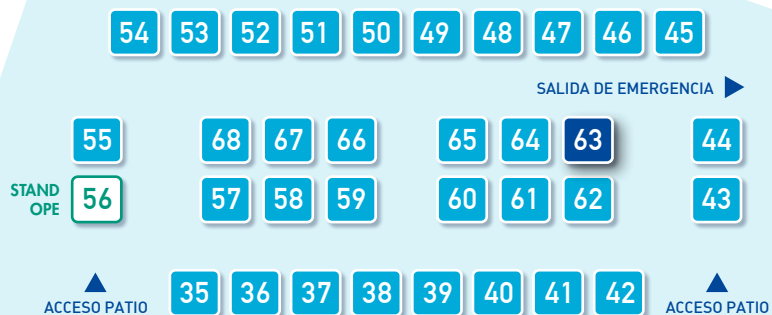 54 53 52 51 50 49 48 47 46 45
SALIDA DE EMERGENCIA
55 68 67 66 65 64 63 44
STAND
OPE
56 57 58 59 60 61 62 43
35 36 37 38 39 40 41 42
ACCESO PATIO
ACCESO PATIO